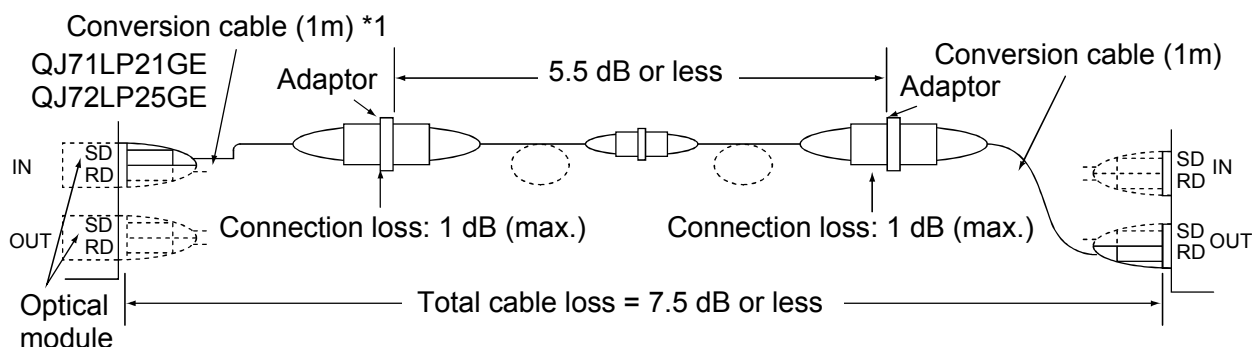 Conversion cable (1m) *1
QJ71LP21GE
QJ72LP25GE
Adaptor
5.5 dB or less
Conversion cable (1m)
Adaptor
IN
SD
RD
SD
RD
IN
Connection loss: 1 dB (max.)
Connection loss: 1 dB (max.)
OUT
SD
RD
SD
RD
OUT
Optical
module
Total cable loss = 7.5 dB or less